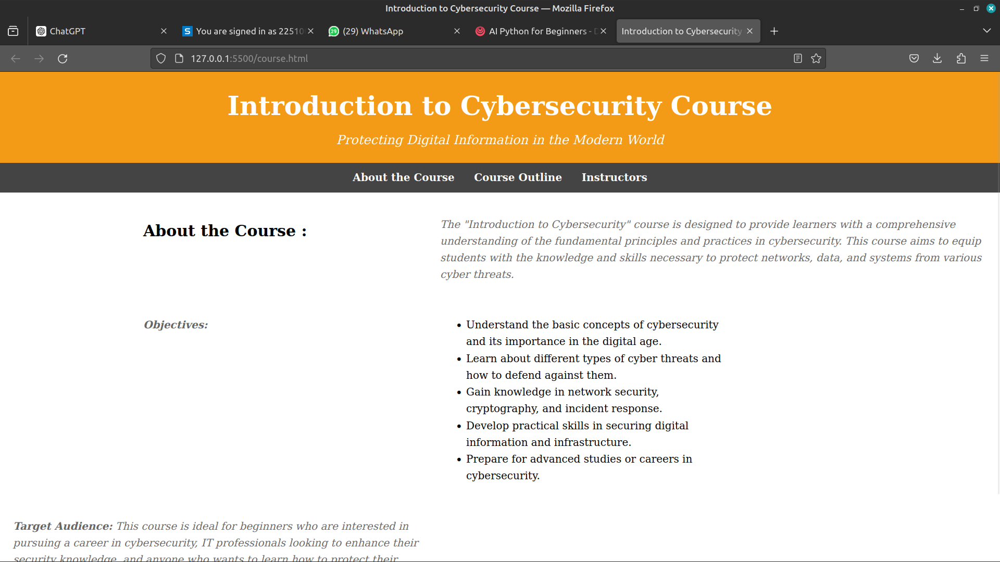 Introduction to Cybersecurity Course — Mozilla Firefox
ChatGPT
You are signed in as 22510
(29) WhatsApp
AI Python for Beginners -
Introduction to Cybersecurity
127.0.0.1:5500/course.html
Introduction to Cybersecurity Course
Protecting Digital Information in the Modern World
About the Course Course Outline Instructors
About the Course :
The "Introduction to Cybersecurity" course is designed to provide learners with a comprehensive
understanding of the fundamental principles and practices in cybersecurity. This course aims to equip
students with the knowledge and skills necessary to protect networks, data, and systems from various
cyber threats.
Objectives:
• Understand the basic concepts of cybersecurity
and its importance in the digital age.
• Learn about different types of cyber threats and
how to defend against them.
• Gain knowledge in network security,
cryptography, and incident response.
• Develop practical skills in securing digital
information and infrastructure.
• Prepare for advanced studies or careers in
cybersecurity.
Target Audience: This course is ideal for beginners who are interested in
pursuing a career in cybersecurity, IT professionals looking to enhance their
security knowledge, and anyone who wants to learn how to protect their